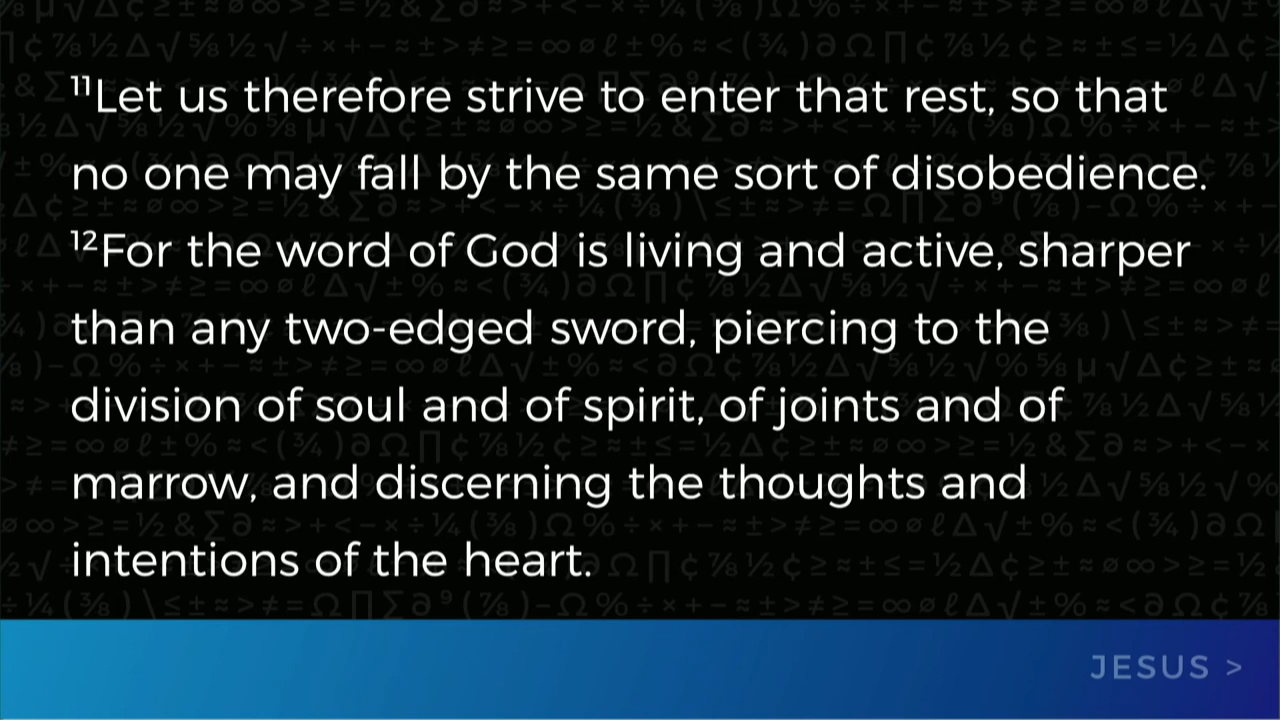 ¹¹Let us therefore strive to enter that rest, so that
no one may fall by the same sort of disobedience.
¹²For the word of God is living and active, sharper
than any two-edged sword, piercing to the
division of soul and of spirit, of joints and of
marrow, and discerning the thoughts and
intentions of the heart.
JESUS >